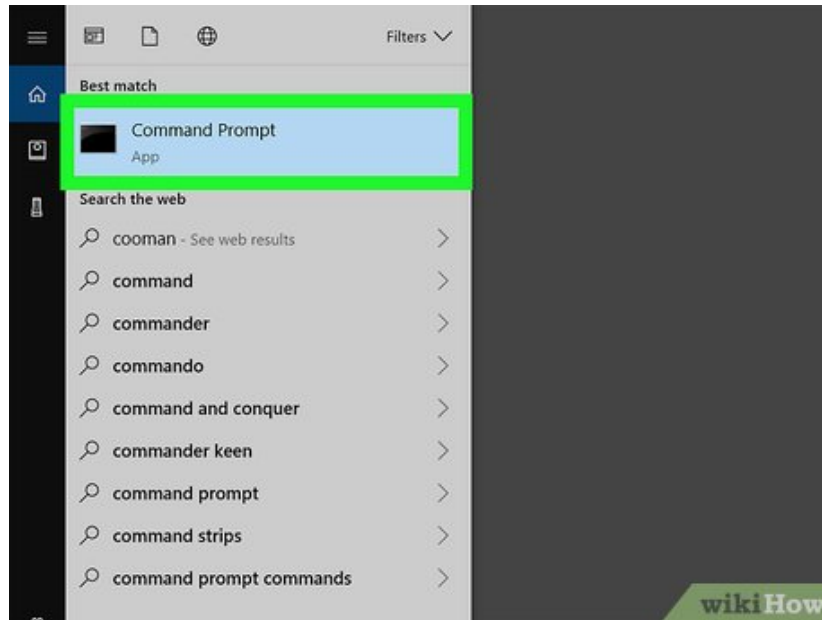 Filters
Best match
Command Prompt
App
Search the web
cooman - See web results
command
commander
commando
command and conquer
commander keen
command prompt
command strips
command prompt commands
wikiHow